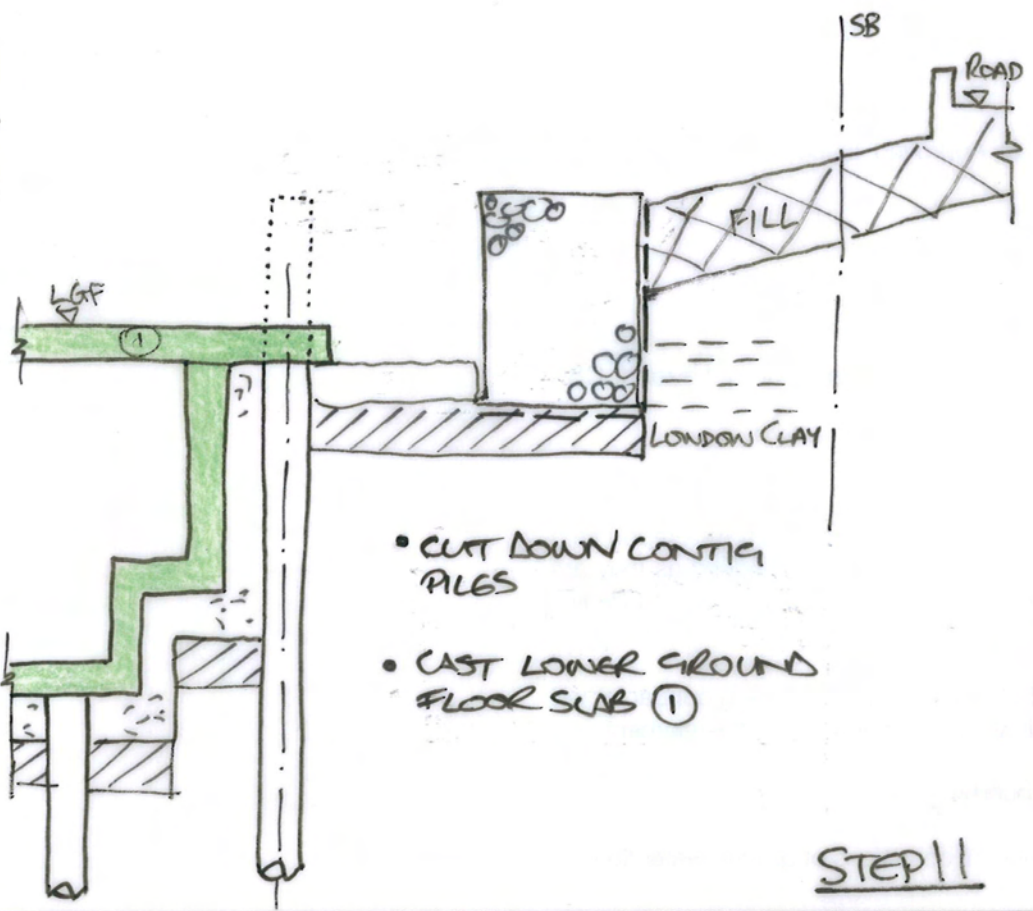 SB
ROAD
FILL
LGF
1
LONDON CLAY
• CUT DOWN CONTIG
PILES
• CAST LOWER GROUND
FLOOR SLAB 1
STEP 11